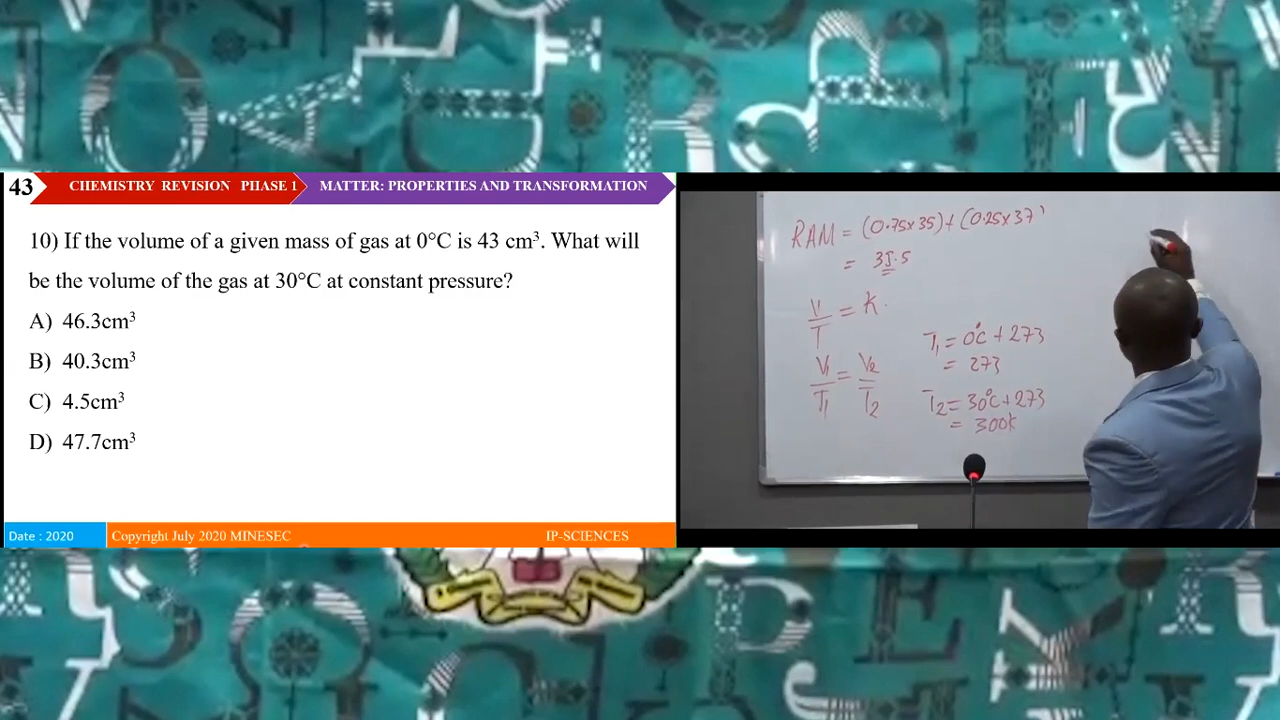 43 CHEMISTRY REVISION PHASE 1 MATTER: PROPERTIES AND TRANSFORMATION
10) If the volume of a given mass of gas at 0°C is 43 cm³. What will
be the volume of the gas at 30°C at constant pressure?
A) 46.3cm³
B) 40.3cm³
C) 4.5cm³
D) 47.7cm³
Date : 2020 Copyright July 2020 MINESEC IP-SCIENCES
RAM = (0.75x35)+(0.25x37)
= 35.5
V/T = K.
V₁/T₁ = V₂/T₂
T₁ = 0°C + 273
= 273
T₂ = 30°C + 273
= 300K